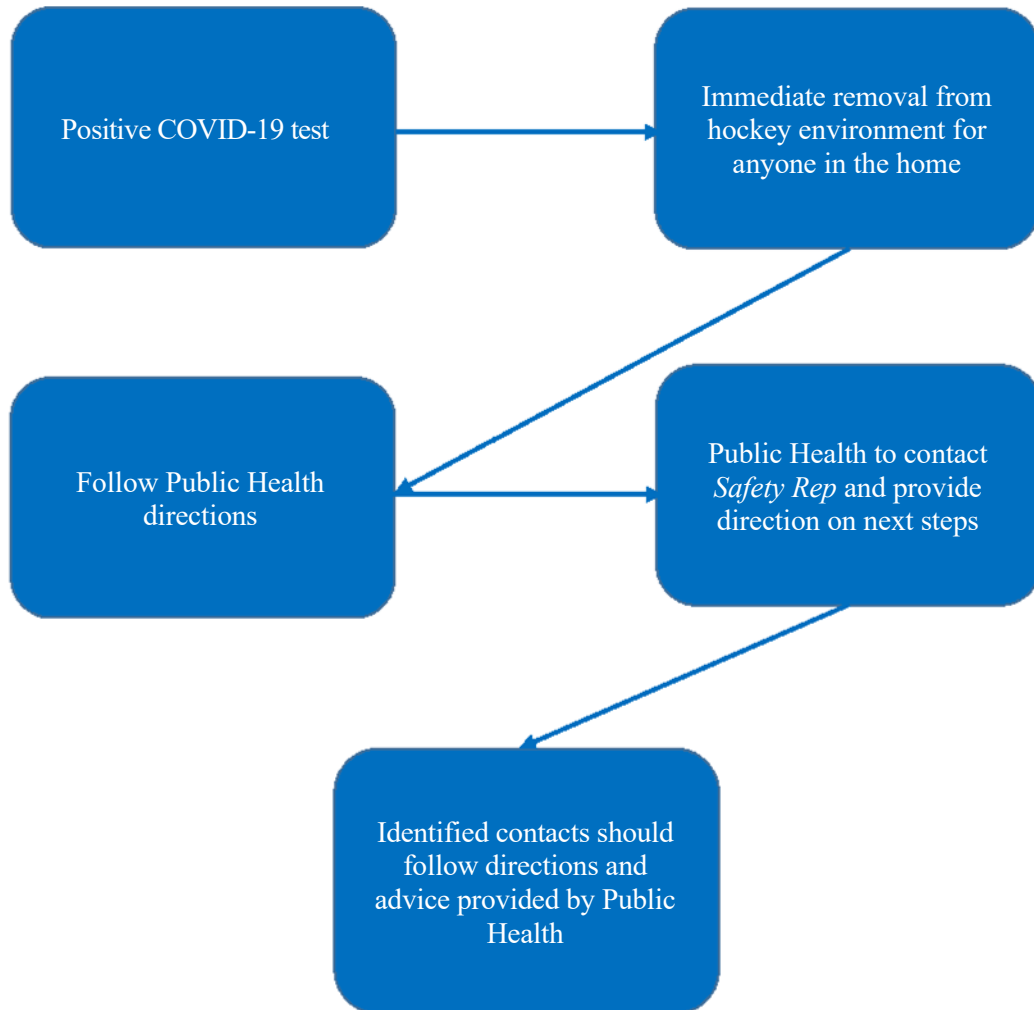 Positive COVID-19 test
Immediate removal from
hockey environment for
anyone in the home
Follow Public Health
directions
Public Health to contact
Safety Rep and provide
direction on next steps
Identified contacts should
follow directions and
advice provided by Public
Health